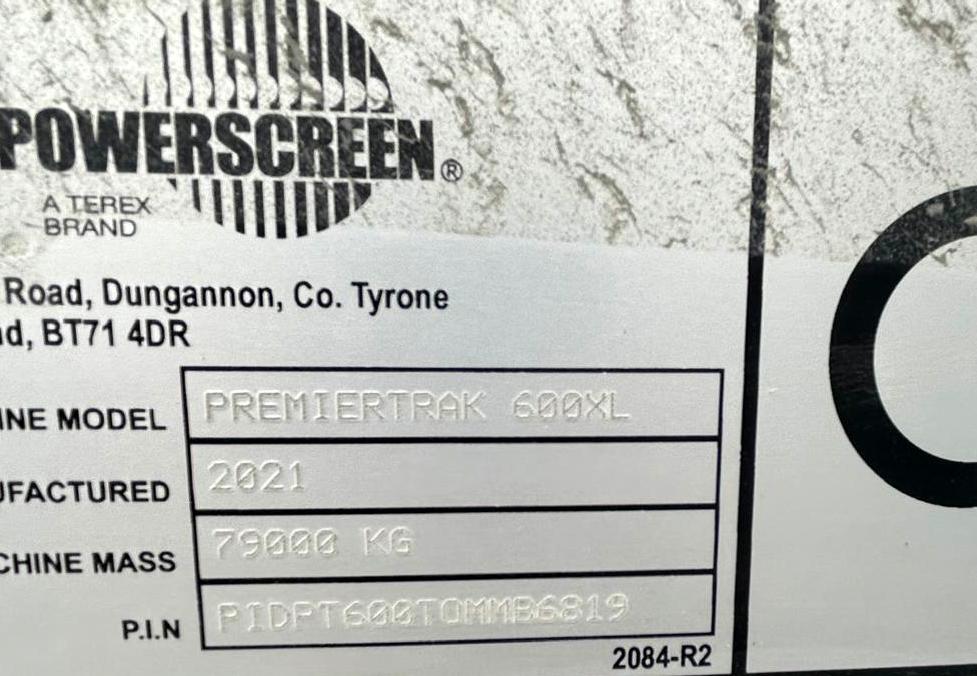 POWERSCREEN®
A TEREX
BRAND
Road, Dungannon, Co. Tyrone
nd, BT71 4DR
INE MODEL PREMIERTRAK 600XL
UFACTURED 2021
CHINE MASS 79000 KG
P.I.N PIDPT600TOMMB6819
2084-R2